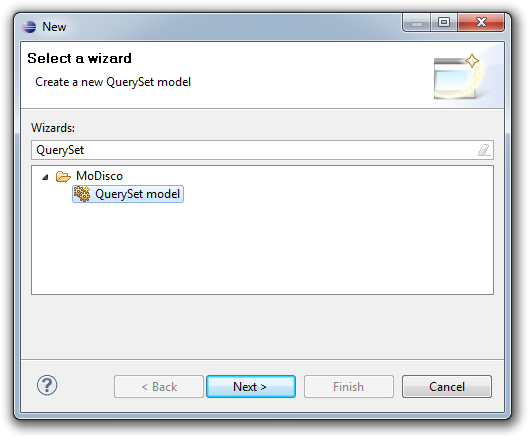 New
Select a wizard
Create a new QuerySet model
Wizards:
QuerySet
MoDisco
QuerySet model
?
< Back
Next >
Finish
Cancel